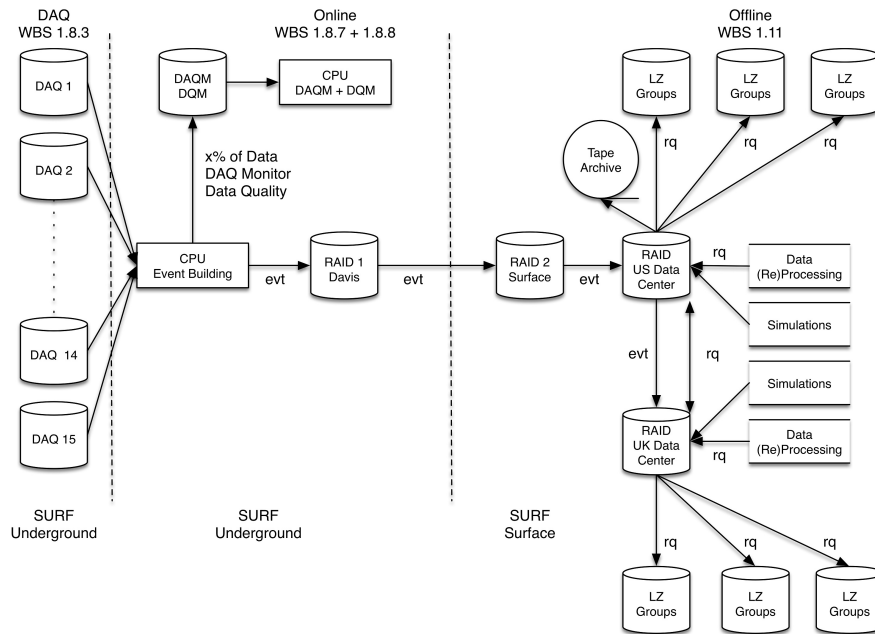 DAQ
WBS 1.8.3
Online
WBS 1.8.7 + 1.8.8
Offline
WBS 1.11
DAQ 1
DAQ 2
DAQ 14
DAQ 15
DAQM
DQM
CPU
DAQM + DQM
x% of Data
DAQ Monitor
Data Quality
CPU
Event Building
evt
RAID 1
Davis
evt
RAID 2
Surface
evt
RAID
US Data
Center
Tape
Archive
LZ
Groups
LZ
Groups
LZ
Groups
rq
rq
rq
rq
Data
(Re)Processing
Simulations
evt
rq
Simulations
RAID
UK Data
Center
rq
Data
(Re)Processing
rq
rq
rq
LZ
Groups
LZ
Groups
LZ
Groups
SURF
Underground
SURF
Underground
SURF
Surface